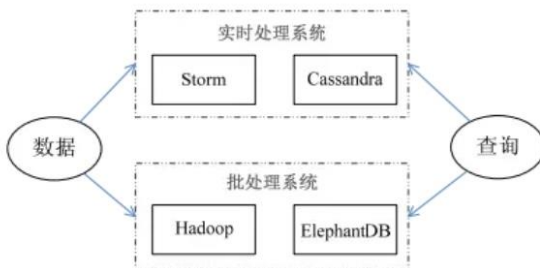 实时处理系统
Storm
Cassandra
数据
查询
批处理系统
Hadoop
ElephantDB